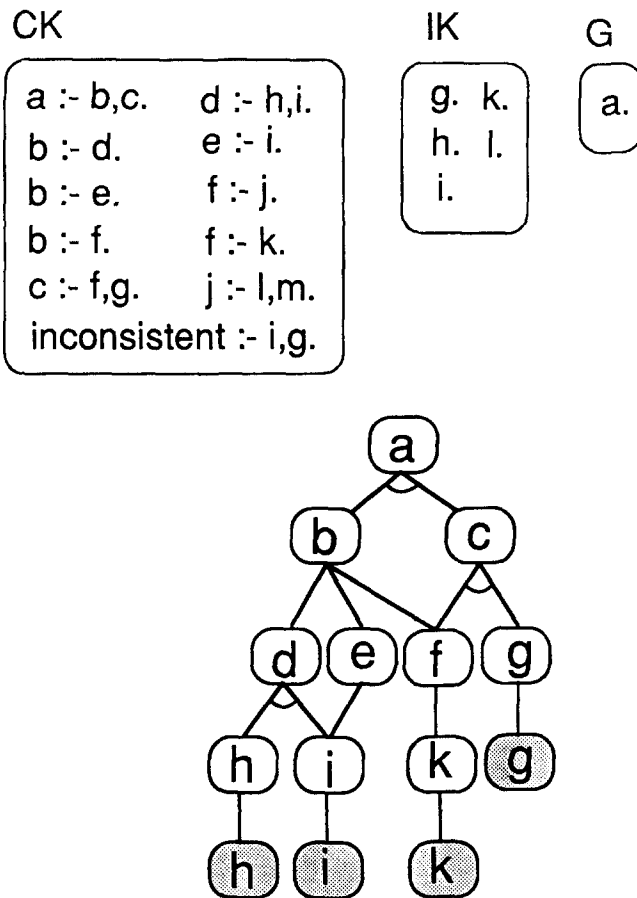 CK IK G
a :- b,c. d :- h,i. g. k. a.
b :- d. e :- i. h. l.
b :- e. f :- j. i.
b :- f. f :- k.
c :- f,g. j :- l,m.
inconsistent :- i,g.
a
b c
d e f g
h i k g
h i k